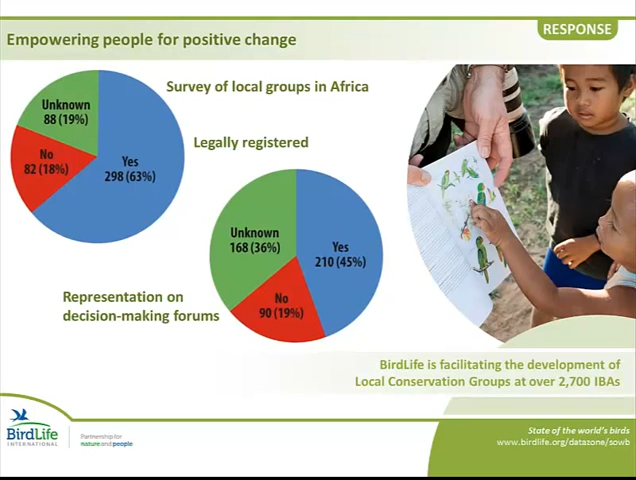 RESPONSE
Empowering people for positive change
Survey of local groups in Africa
Unknown
88 (19%)
No
82 (18%)
Yes
298 (63%)
Legally registered
Unknown
168 (36%)
Yes
210 (45%)
No
90 (19%)
Representation on
decision-making forums
BirdLife is facilitating the development of
Local Conservation Groups at over 2,700 IBAs
BirdLife
INTERNATIONAL
Partnership for
nature and people
State of the world's birds
www.birdlife.org/datazone/sowb